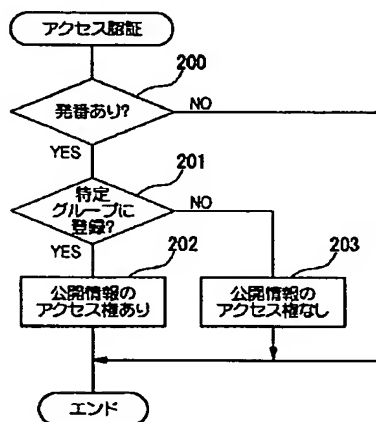 アクセス認証
200
発番あり?
NO
YES
201
特定
グループに
登録?
NO
YES
202
203
公開情報の
アクセス権あり
公開情報の
アクセス権なし
エンド